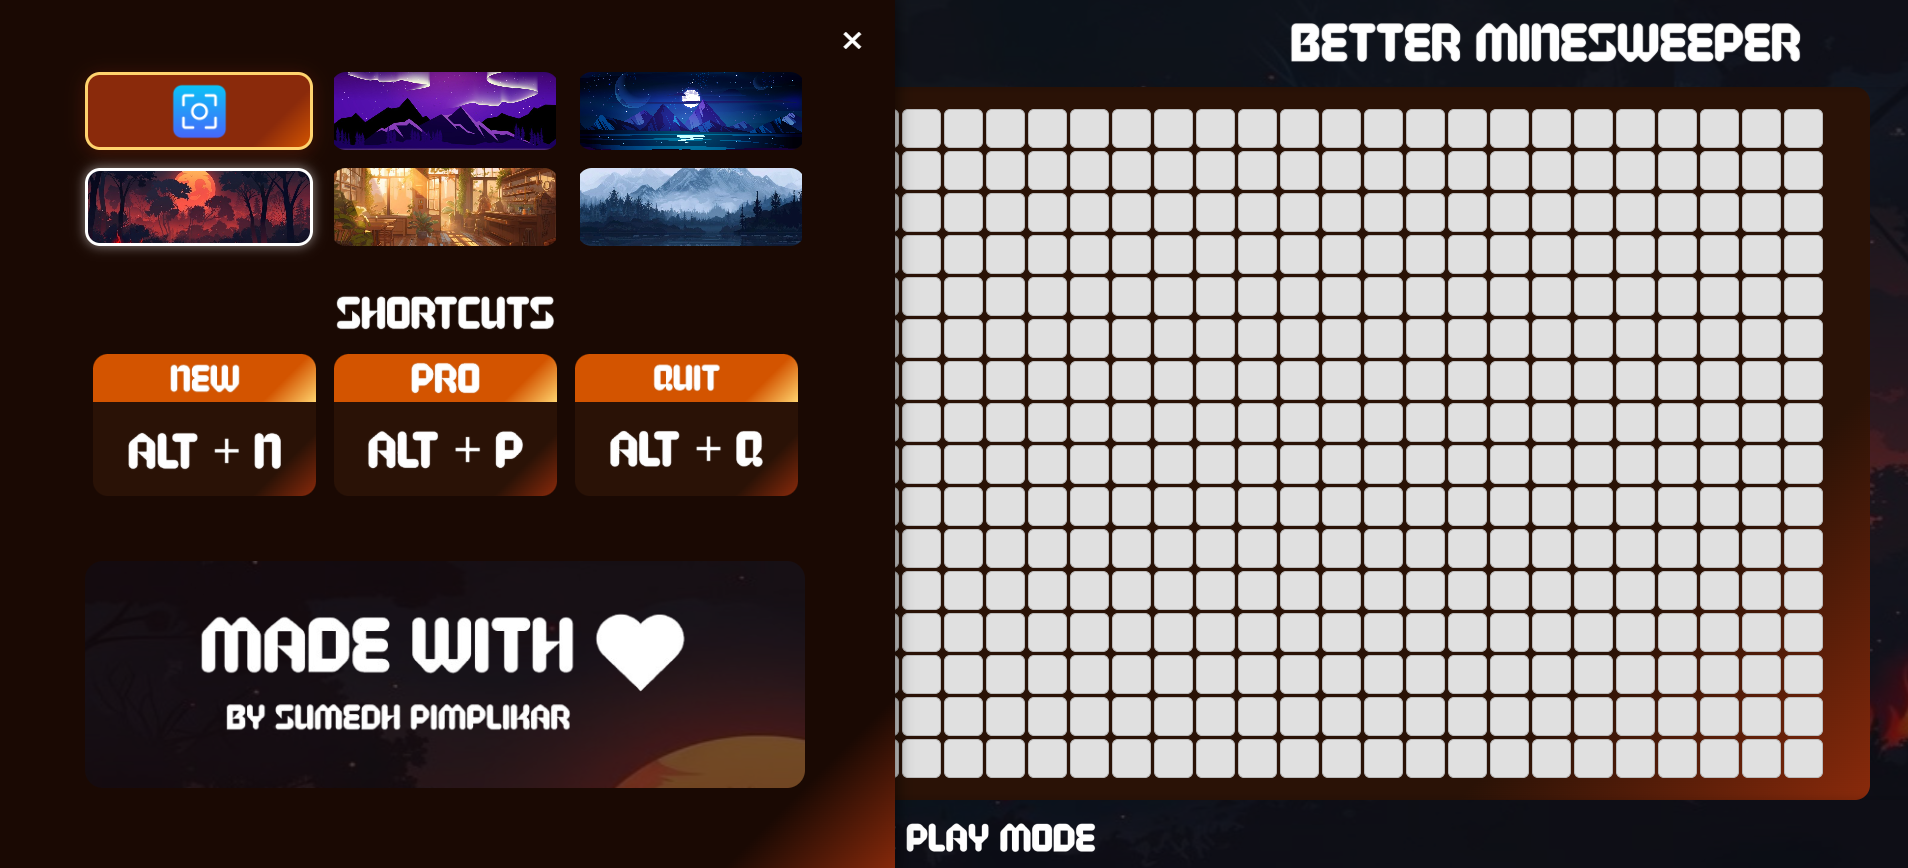 BETTER MINESWEEPER
×
SHORTCUTS
NEW
ALT + N
PRO
ALT + P
QUIT
ALT + Q
MADE WITH
BY SUMEDH PIMPLIKAR
PLAY MODE